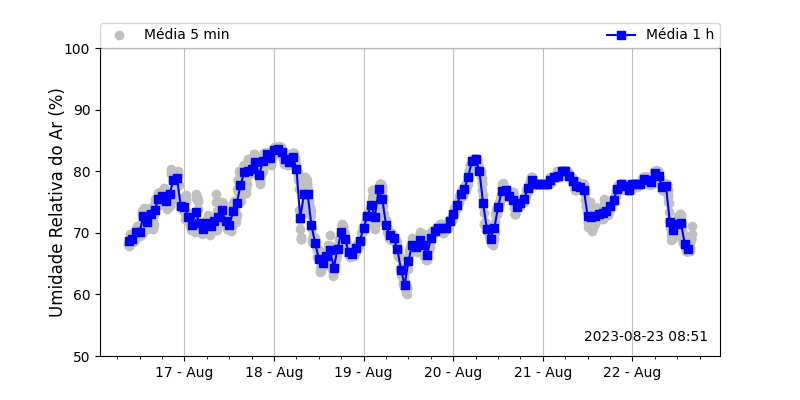 Média 5 min
Média 1 h
Umidade Relativa do Ar (%)
100
90
80
70
60
50
2023-08-23 08:51
17 - Aug
18 - Aug
19 - Aug
20 - Aug
21 - Aug
22 - Aug